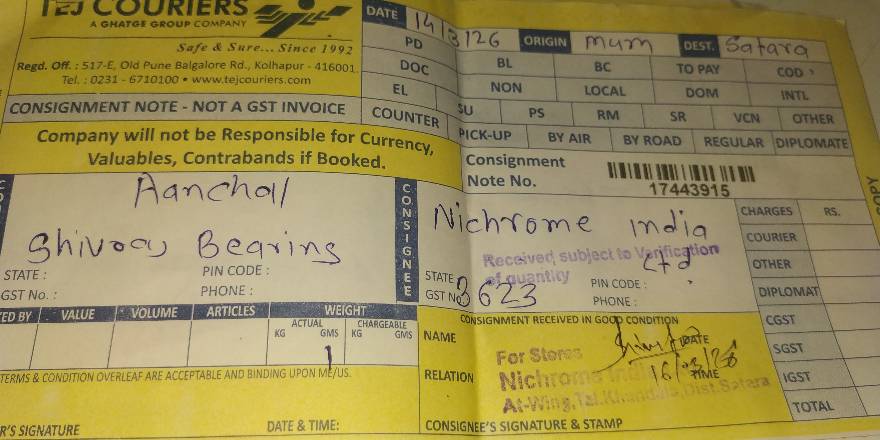 TEJ COURIERS
A GHATGE GROUP COMPANY
Safe & Sure... Since 1992
Regd. Off. : 517-E, Old Pune Balgalore Rd., Kolhapur - 416001
Tel. : 0231 - 6710100 • www.tejcouriers.com
CONSIGNMENT NOTE - NOT A GST INVOICE
Company will not be Responsible for Currency,
Valuables, Contrabands if Booked.
DATE 14/3/26 ORIGIN Mum DEST. Satara
PD BL BC TO PAY COD
DOC NON LOCAL DOM INTL
EL SU PS RM SR VCN OTHER
COUNTER PICK-UP BY AIR BY ROAD REGULAR DIPLOMATE
Consignment
Note No.
17443915
COPY
Aanchal
Bearing
STATE : PIN CODE :
GST No. : PHONE :
CONSIGNEE
Nichrome India
Ltd
Received subject to Verification
of quantity
3623
STATE PIN CODE :
GST No PHONE :
CHARGES RS.
COURIER
OTHER
DIPLOMAT
CGST
SGST
IGST
TOTAL
ED BY VALUE VOLUME ARTICLES WEIGHT
ACTUAL CHARGEABLE
KG GMS KG GMS
1
TERMS & CONDITION OVERLEAF ARE ACCEPTABLE AND BINDING UPON ME/US.
R'S SIGNATURE DATE & TIME:
CONSIGNMENT RECEIVED IN GOOD CONDITION
NAME DATE
RELATION TIME
16/03/26
For Stores
Nichrome India
At-Wing, Tal. Khandala, Dist. Satara
CONSIGNEE'S SIGNATURE & STAMP